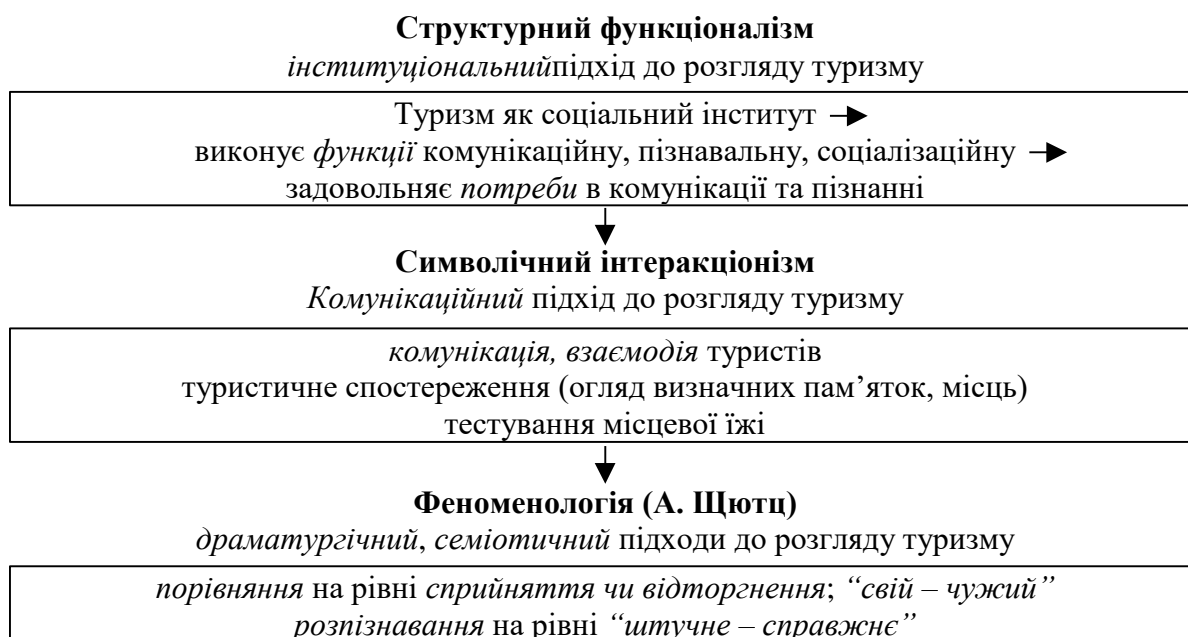 Структурний функціоналізм
інституціональнийпідхід до розгляду туризму
Туризм як соціальний інститут →
виконує функції комунікаційну, пізнавальну, соціалізаційну →
задовольняє потреби в комунікації та пізнанні
Символічний інтеракціонізм
Комунікаційний підхід до розгляду туризму
комунікація, взаємодія туристів
туристичне спостереження (огляд визначних пам’яток, місць)
тестування місцевої їжі
Феноменологія (А. Щютц)
драматургічний, семіотичний підходи до розгляду туризму
порівняння на рівні сприйняття чи відторгнення; “свій – чужий”
розпізнавання на рівні “штучне – справжнє”